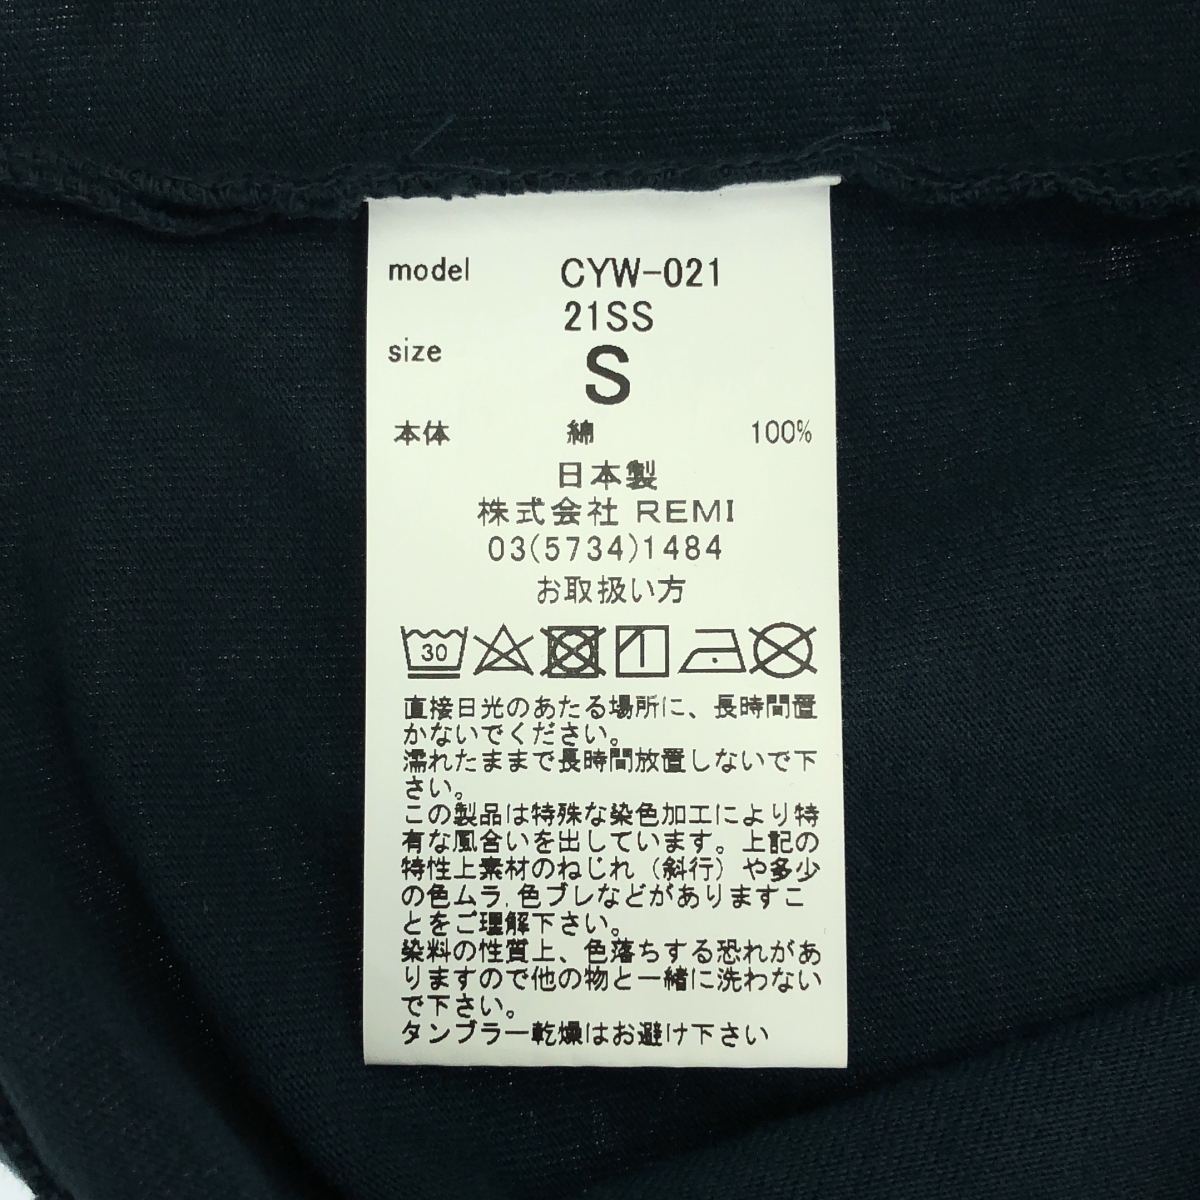 model CYW-021
21SS
size S
本体 綿 100%
日本製
株式会社 REMI
03(5734)1484
お取扱い方
30
直接日光のあたる場所に、長時間置
かないでください。
濡れたままで長時間放置しないで下
さい。
この製品は特殊な染色加工により特
有な風合いを出しています。上記の
特性上素材のねじれ（斜行）や多少
の色ムラ,色ブレなどがありますこ
とをご理解下さい。
染料の性質上、色落ちする恐れがあ
りますので他の物と一緒に洗わない
で下さい。
タンブラー乾燥はお避け下さい